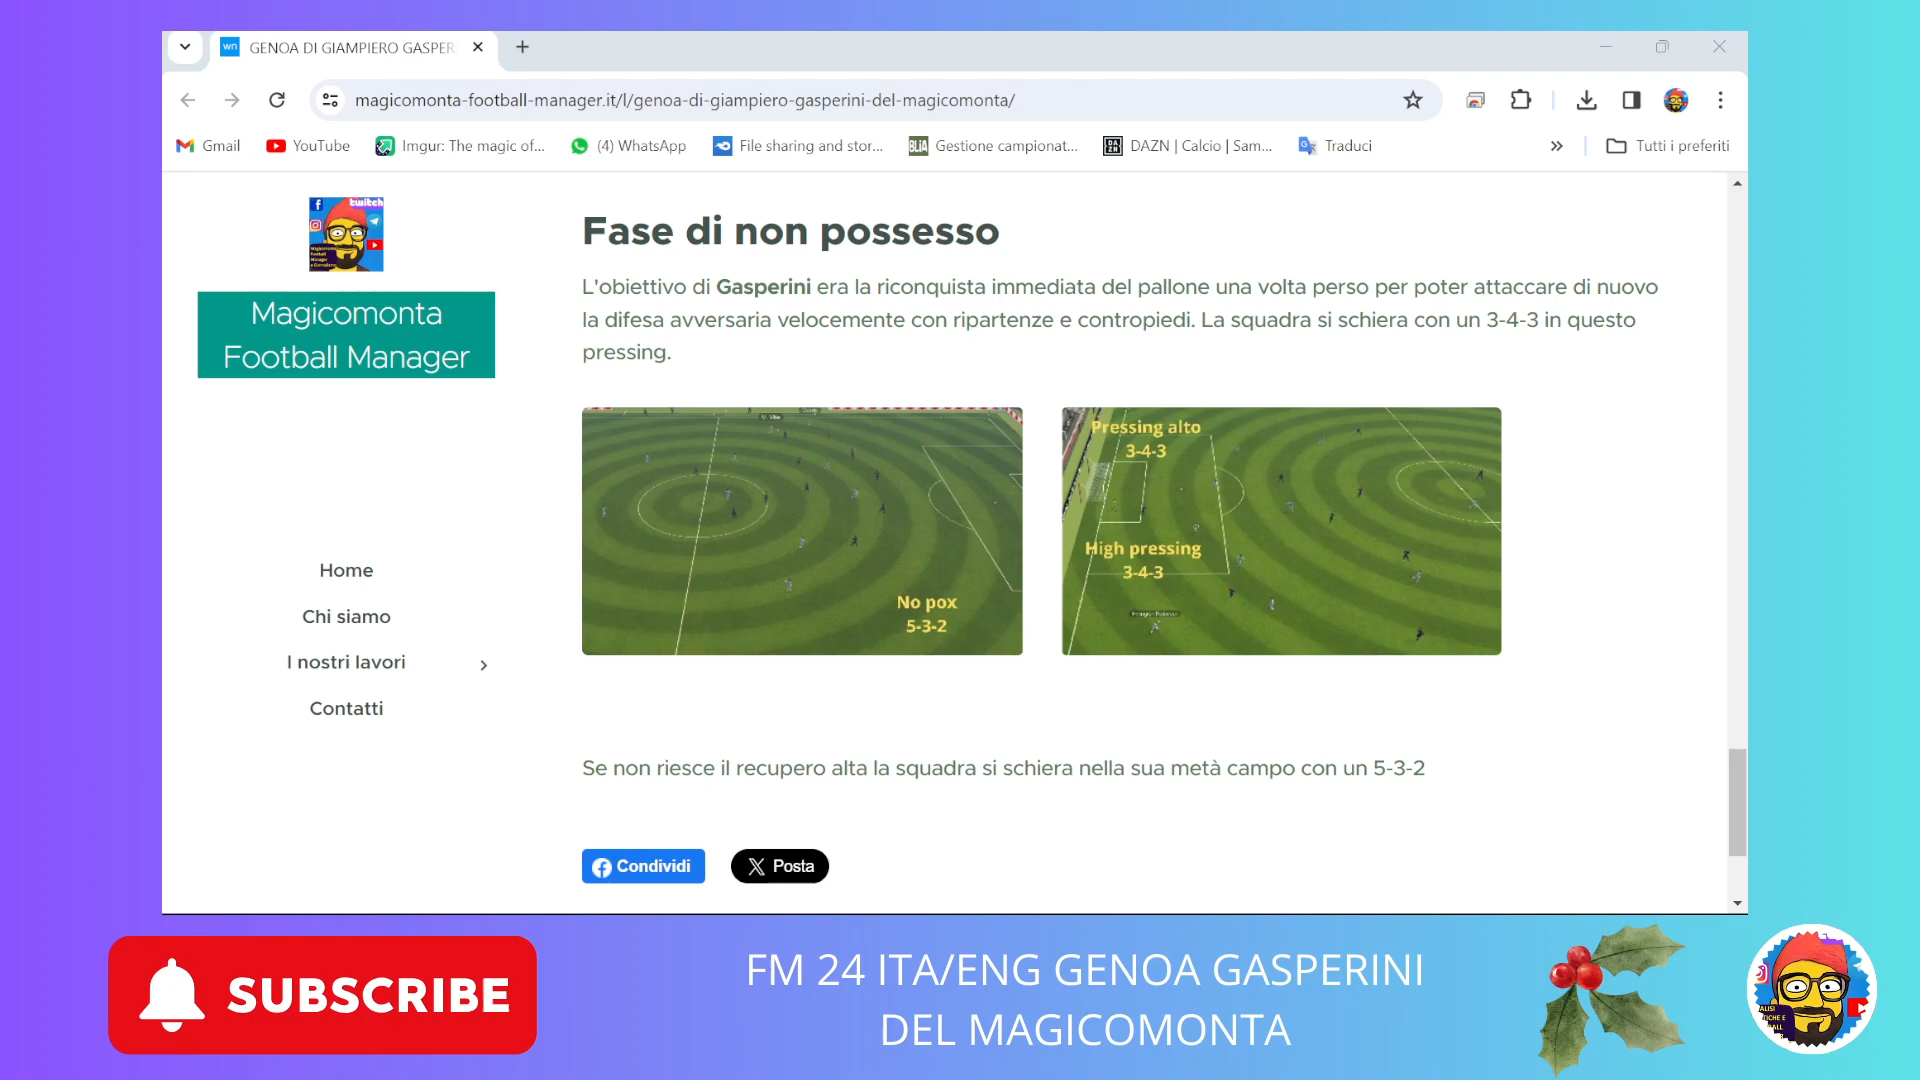 GENOA DI GIAMPIERO GASPER
magicomonta-football-manager.it/l/genoa-di-giampiero-gasperini-del-magicomonta/
Gmail
YouTube
Imgur: The magic of...
(4) WhatsApp
File sharing and stor...
Gestione campionat...
DAZN | Calcio | Sam...
Traduci
»
Tutti i preferiti
twitch
Magicomonta
Football Manager
Home
Chi siamo
I nostri lavori
Contatti
Fase di non possesso
L'obiettivo di Gasperini era la riconquista immediata del pallone una volta perso per poter attaccare di nuovo
la difesa avversaria velocemente con ripartenze e contropiedi. La squadra si schiera con un 3-4-3 in questo
pressing.
No pox
5-3-2
Pressing alto
3-4-3
High pressing
3-4-3
Se non riesce il recupero alta la squadra si schiera nella sua metà campo con un 5-3-2
Condividi
Posta
SUBSCRIBE
FM 24 ITA/ENG GENOA GASPERINI
DEL MAGICOMONTA